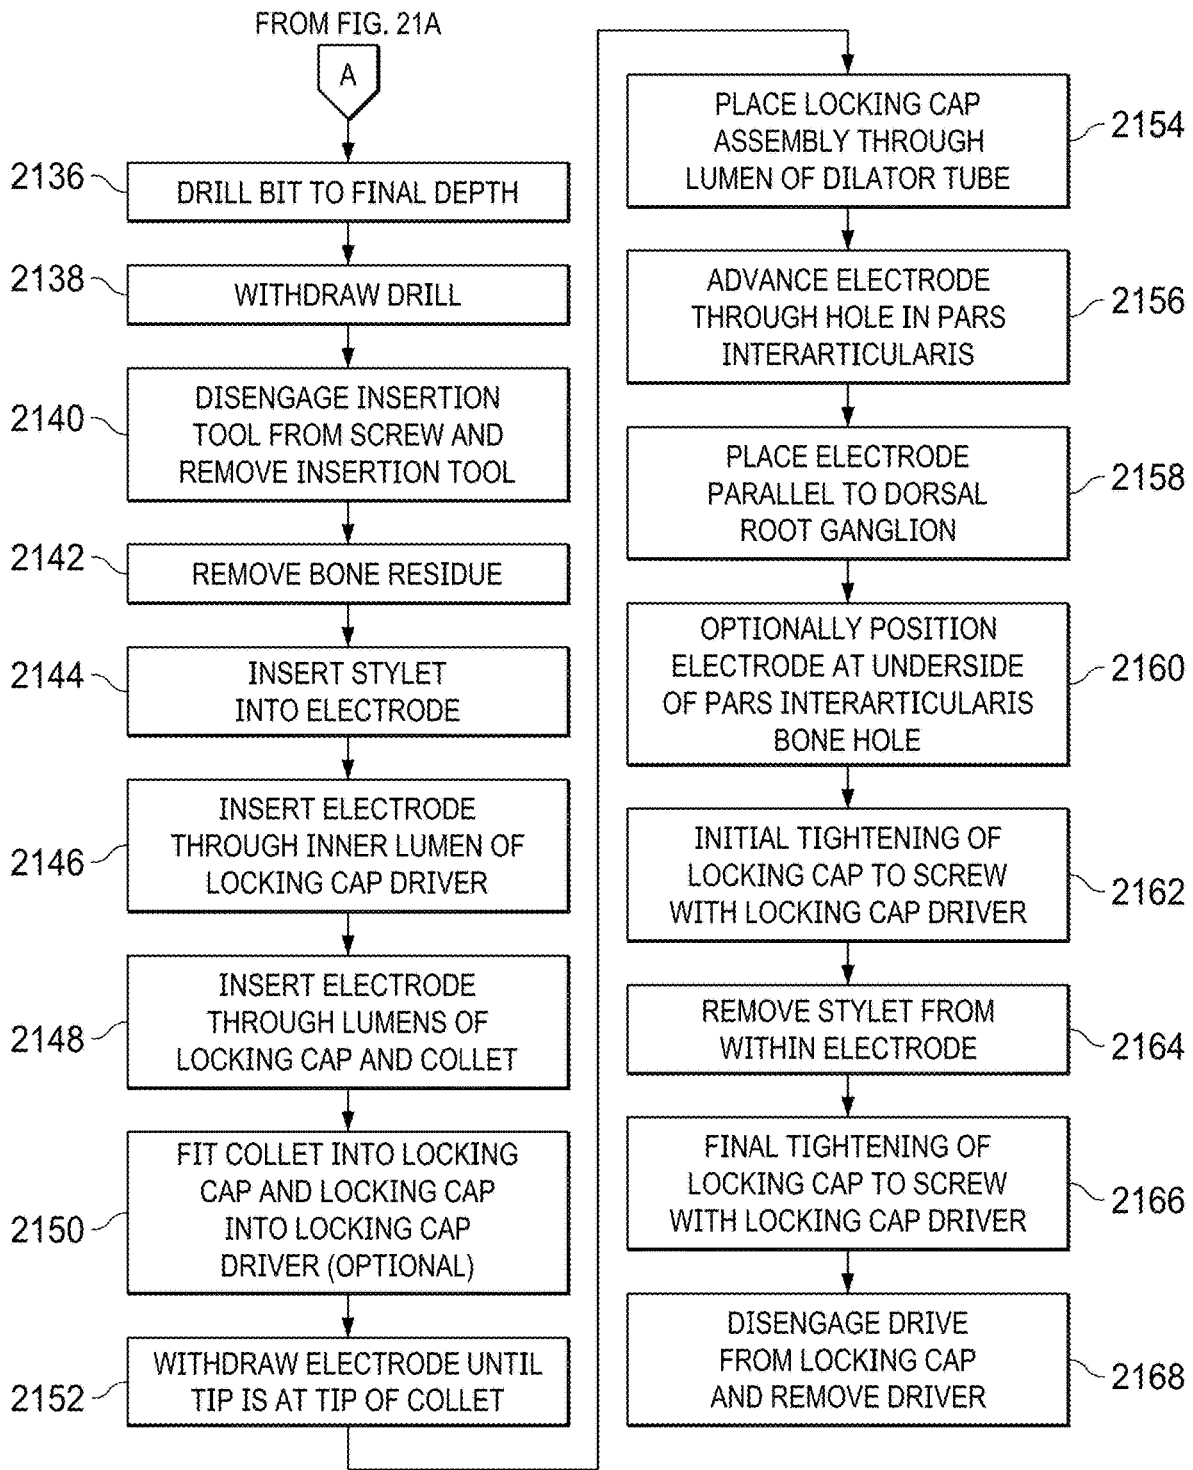 FROM FIG. 21A
A
2136
DRILL BIT TO FINAL DEPTH
2138
WITHDRAW DRILL
2140
DISENGAGE INSERTION
TOOL FROM SCREW AND
REMOVE INSERTION TOOL
2142
REMOVE BONE RESIDUE
2144
INSERT STYLET
INTO ELECTRODE
2146
INSERT ELECTRODE
THROUGH INNER LUMEN OF
LOCKING CAP DRIVER
2148
INSERT ELECTRODE
THROUGH LUMENS OF
LOCKING CAP AND COLLET
2150
FIT COLLET INTO LOCKING
CAP AND LOCKING CAP
INTO LOCKING CAP
DRIVER (OPTIONAL)
2152
WITHDRAW ELECTRODE UNTIL
TIP IS AT TIP OF COLLET
PLACE LOCKING CAP
ASSEMBLY THROUGH
LUMEN OF DILATOR TUBE
2154
ADVANCE ELECTRODE
THROUGH HOLE IN PARS
INTERARTICULARIS
2156
PLACE ELECTRODE
PARALLEL TO DORSAL
ROOT GANGLION
2158
OPTIONALLY POSITION
ELECTRODE AT UNDERSIDE
OF PARS INTERARTICULARIS
BONE HOLE
2160
INITIAL TIGHTENING OF
LOCKING CAP TO SCREW
WITH LOCKING CAP DRIVER
2162
REMOVE STYLET FROM
WITHIN ELECTRODE
2164
FINAL TIGHTENING OF
LOCKING CAP TO SCREW
WITH LOCKING CAP DRIVER
2166
DISENGAGE DRIVE
FROM LOCKING CAP
AND REMOVE DRIVER
2168